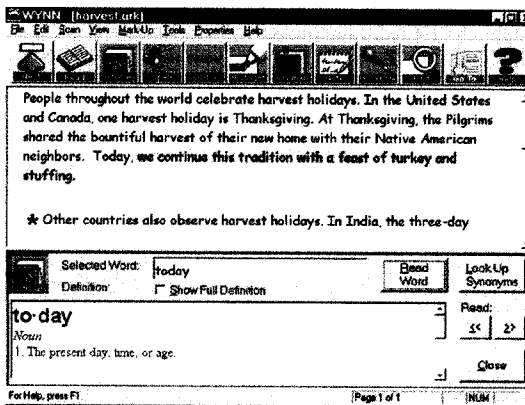 WYNN [harvest.ark]
File Edit Scan View Mark-Up Tools Properties Help
People throughout the world celebrate harvest holidays. In the United States
and Canada, one harvest holiday is Thanksgiving. At Thanksgiving, the Pilgrims
shared the bountiful harvest of their new home with their Native American
neighbors. Today, we continue this tradition with a feast of turkey and
stuffing.
* Other countries also observe harvest holidays. In India, the three-day
Selected Word: today Read Word Look Up Synonyms
Definition: Show Full Definition
to·day
Noun
1. The present day, time, or age.
Read:
Close
For Help, press F1 Page 1 of 1 NUM